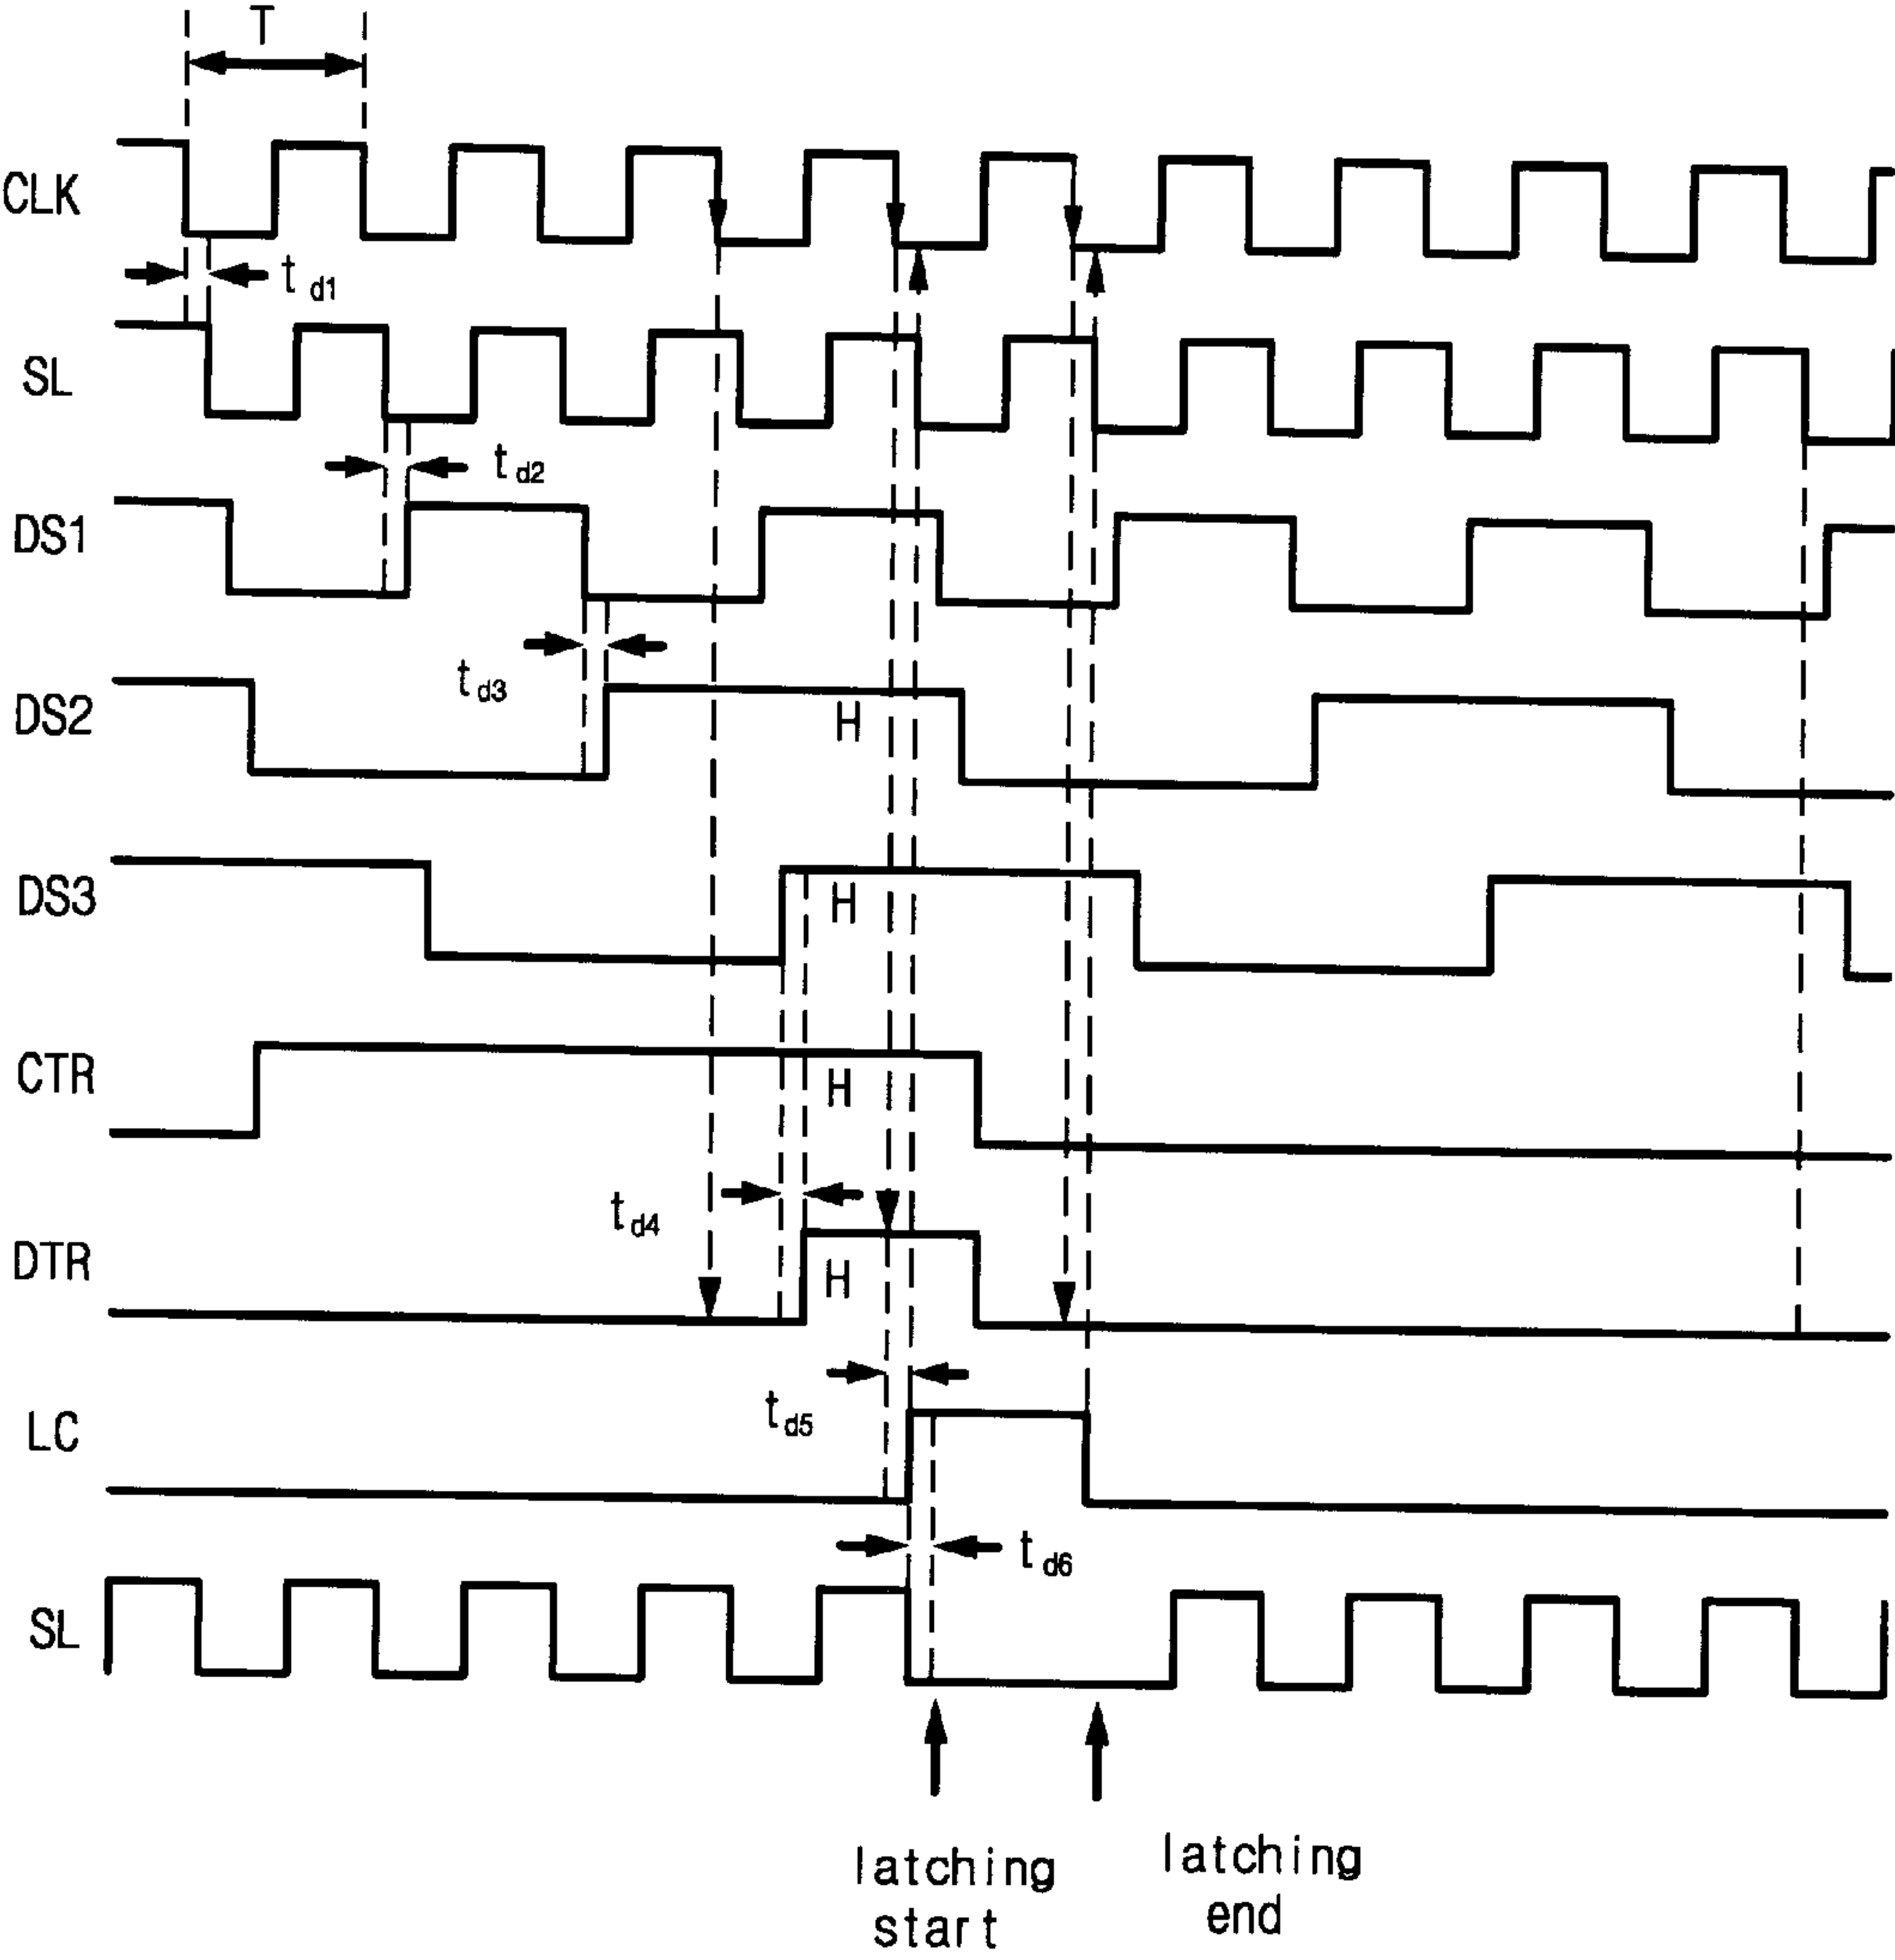 T
CLK
t d1
SL
t d2
DS1
t d3
DS2
H
DS3
H
CTR
H
t d4
DTR
H
t d5
LC
t d6
SL
latching start
latching end